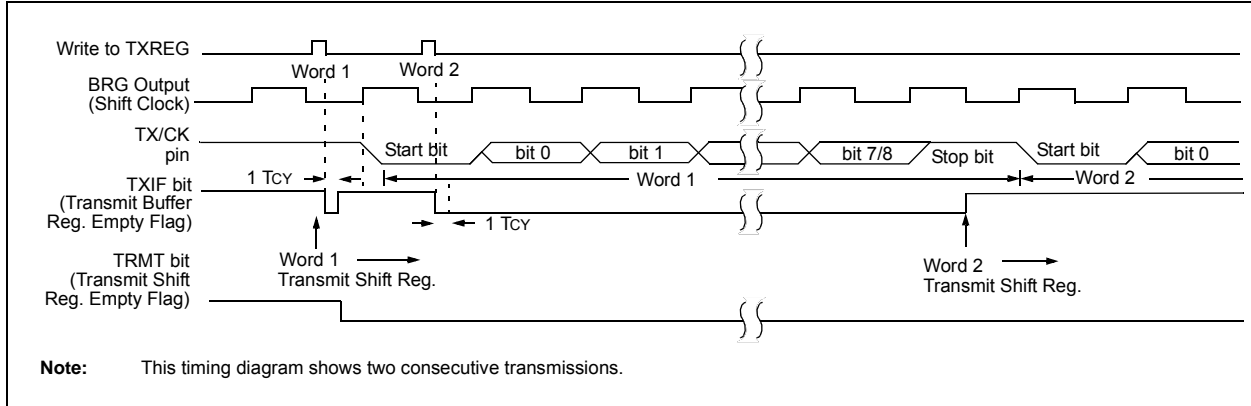 Write to TXREG
Word 1
Word 2
BRG Output
(Shift Clock)
TX/CK
pin
Start bit
bit 0
bit 1
bit 7/8
Stop bit
Start bit
bit 0
1 TCY
Word 1
Word 2
TXIF bit
(Transmit Buffer
Reg. Empty Flag)
1 TCY
Word 1
Transmit Shift Reg.
Word 2
Transmit Shift Reg.
TRMT bit
(Transmit Shift
Reg. Empty Flag)
Note: This timing diagram shows two consecutive transmissions.